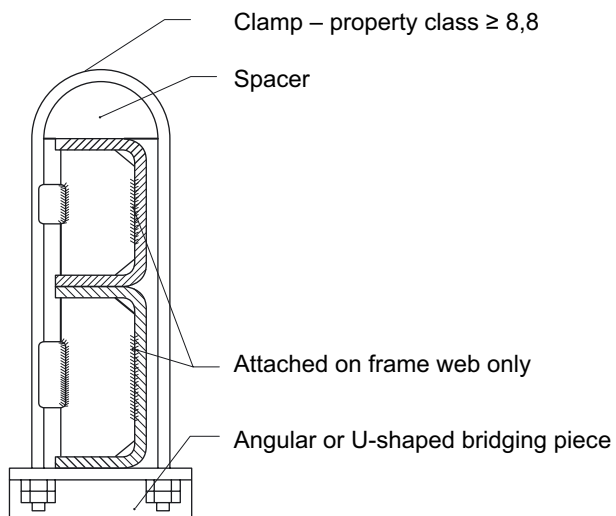 Clamp – property class ≥ 8,8
Spacer
Attached on frame web only
Angular or U-shaped bridging piece